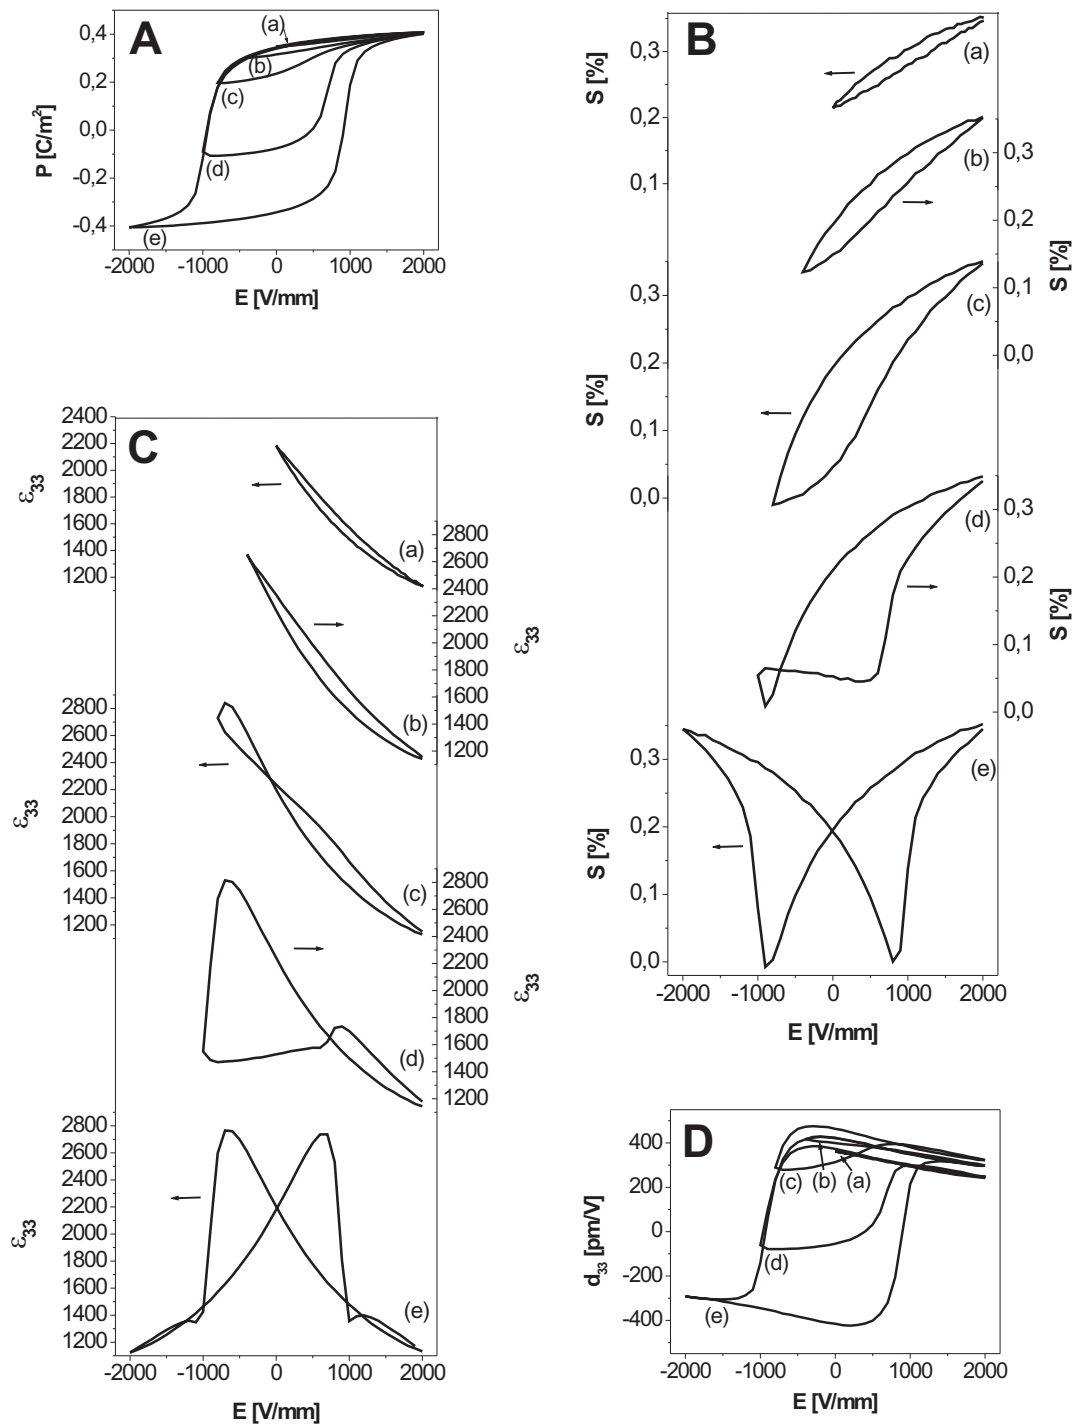 A
P [C/m²]
0,4
0,2
0,0
-0,2
-0,4
(a)
(b)
(c)
(d)
(e)
-2000 -1000 0 1000 2000
E [V/mm]
B
S [%]
0,3
0,2
0,1
(a)
(b)
0,3
0,2
0,1
0,0
S [%]
S [%]
0,3
0,2
0,1
0,0
(c)
(d)
0,3
0,2
0,1
0,0
S [%]
S [%]
0,3
0,2
0,1
0,0
(e)
-2000 -1000 0 1000 2000
E [V/mm]
C
ε33
2400
2200
2000
1800
1600
1400
1200
(a)
2800
2600
2400
2200
2000
1800
1600
1400
1200
ε33
(b)
ε33
2800
2600
2400
2200
2000
1800
1600
1400
1200
(c)
2800
2600
2400
2200
2000
1800
1600
1400
1200
ε33
(d)
ε33
2800
2600
2400
2200
2000
1800
1600
1400
1200
(e)
-2000 -1000 0 1000 2000
E [V/mm]
D
d33 [pm/V]
400
200
0
-200
-400
(c) (b) (a)
(d)
(e)
-2000 -1000 0 1000 2000
E [V/mm]